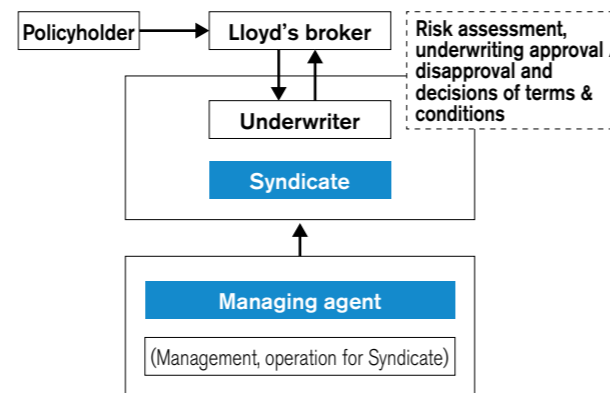 Policyholder
Lloyd's broker
Risk assessment,
underwriting approval /
disapproval and
decisions of terms &
conditions
Underwriter
Syndicate
Managing agent
(Management, operation for Syndicate)